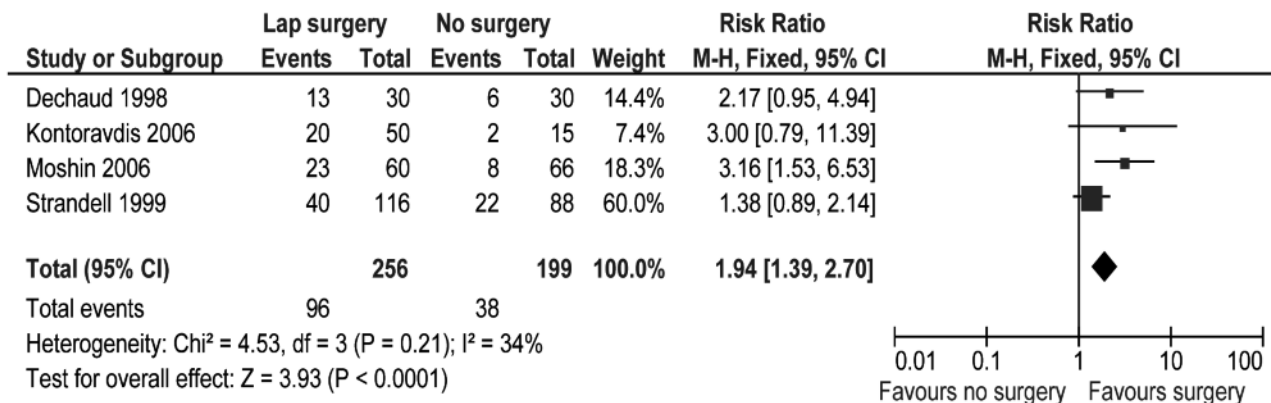 Lap surgery No surgery Risk Ratio Risk Ratio
Study or Subgroup Events Total Events Total Weight M-H, Fixed, 95% CI M-H, Fixed, 95% CI
Dechaud 1998 13 30 6 30 14.4% 2.17 [0.95, 4.94]
Kontoravdis 2006 20 50 2 15 7.4% 3.00 [0.79, 11.39]
Moshin 2006 23 60 8 66 18.3% 3.16 [1.53, 6.53]
Strandell 1999 40 116 22 88 60.0% 1.38 [0.89, 2.14]
Total (95% CI) 256 199 100.0% 1.94 [1.39, 2.70]
Total events 96 38
Heterogeneity: Chi² = 4.53, df = 3 (P = 0.21); I² = 34%
Test for overall effect: Z = 3.93 (P < 0.0001)
0.01 0.1 1 10 100
Favours no surgery Favours surgery